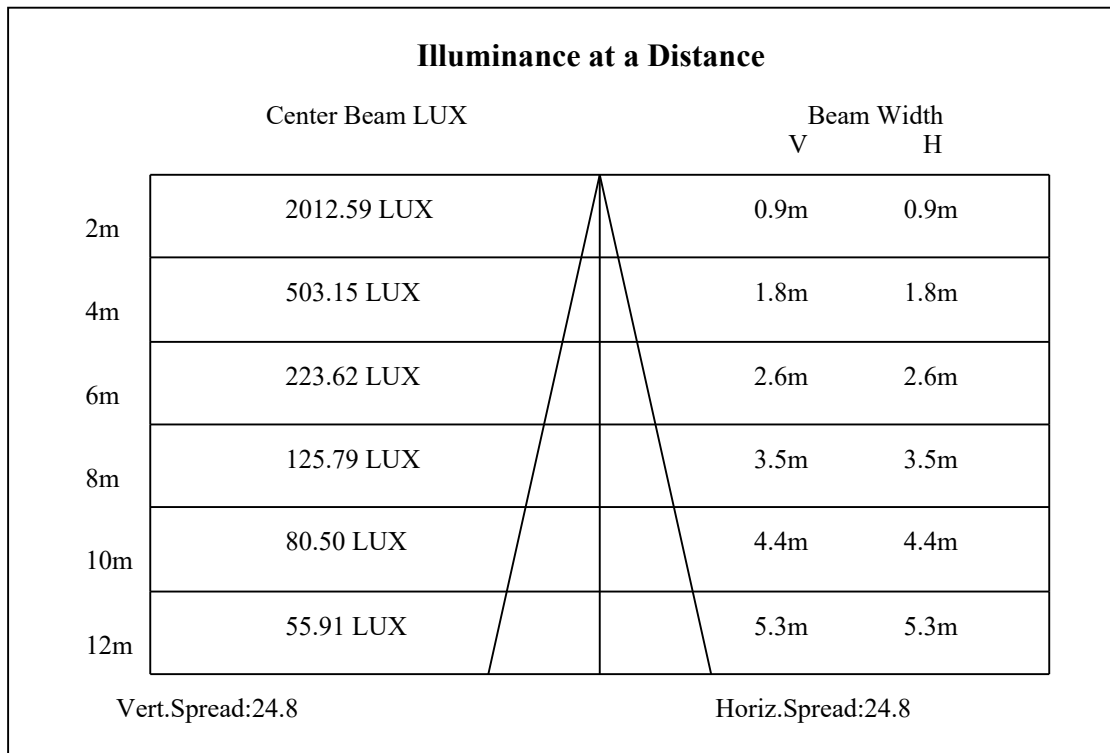 Illuminance at a Distance
Center Beam LUX Beam Width
V H
2m 2012.59 LUX 0.9m 0.9m
4m 503.15 LUX 1.8m 1.8m
6m 223.62 LUX 2.6m 2.6m
8m 125.79 LUX 3.5m 3.5m
10m 80.50 LUX 4.4m 4.4m
12m 55.91 LUX 5.3m 5.3m
Vert.Spread:24.8 Horiz.Spread:24.8